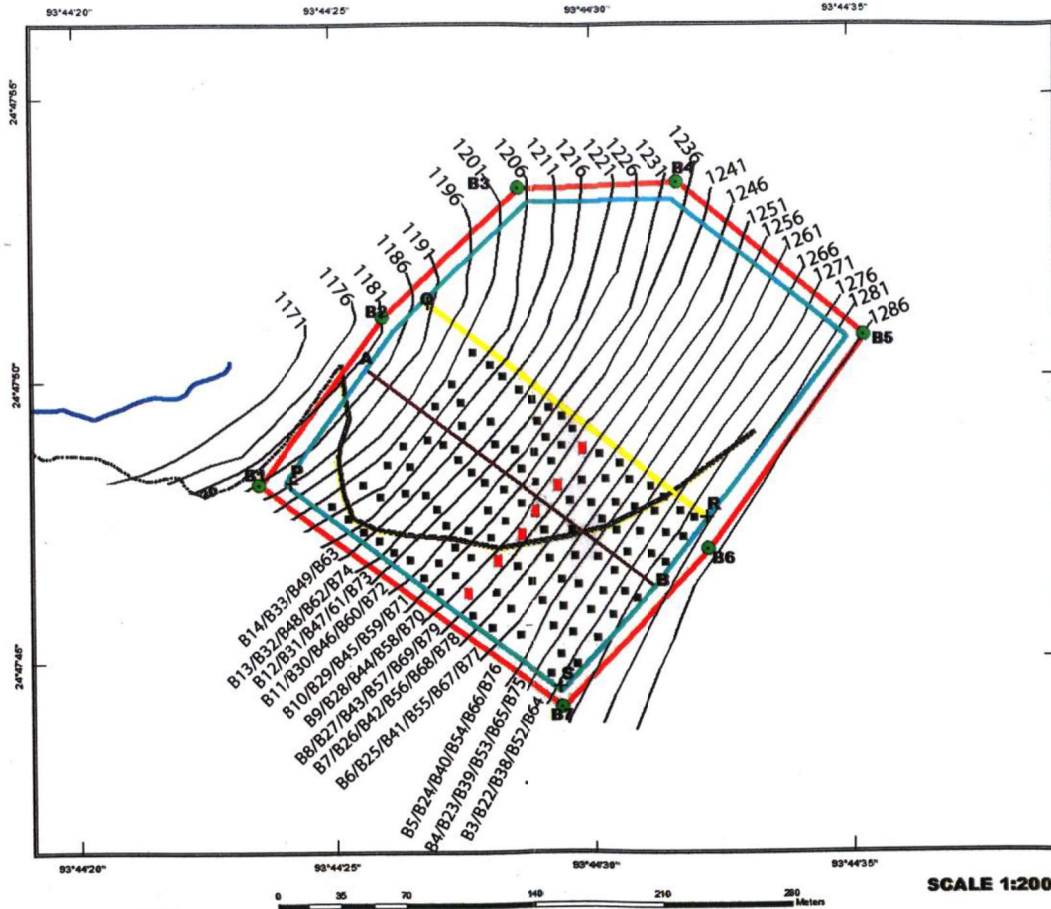 93°44'20" 93°44'25" 93°44'30" 93°44'35"
24°47'55"
24°47'50"
24°47'45"
1171
1176
1181
1186
1191
1196
1201
1206
1211
1216
1221
1226
1231
1236
1241
1246
1251
1256
1261
1266
1271
1276
1281
1286
B3
B4
B2
B5
Q
A
B1
P
R
B6
B
S
B7
B14/B33/B49/B63
B13/B32/B48/B62/B74
B12/B31/B47/61/B73
B11/B30/B46/B60/B72
B10/B29/B45/B59/B71
B9/B28/B44/B58/B70
B8/B27/B43/B57/B69/B79
B7/B26/B42/B56/B68/B78
B6/B25/B41/B55/B67/B77
B5/B24/B40/B54/B66/B76
B4/B23/B39/B53/B65/B75
B3/B22/B38/B52/B64
93°44'20" 93°44'25" 93°44'30" 93°44'35"
SCALE 1:200
0 35 70 140 210 280
Meters